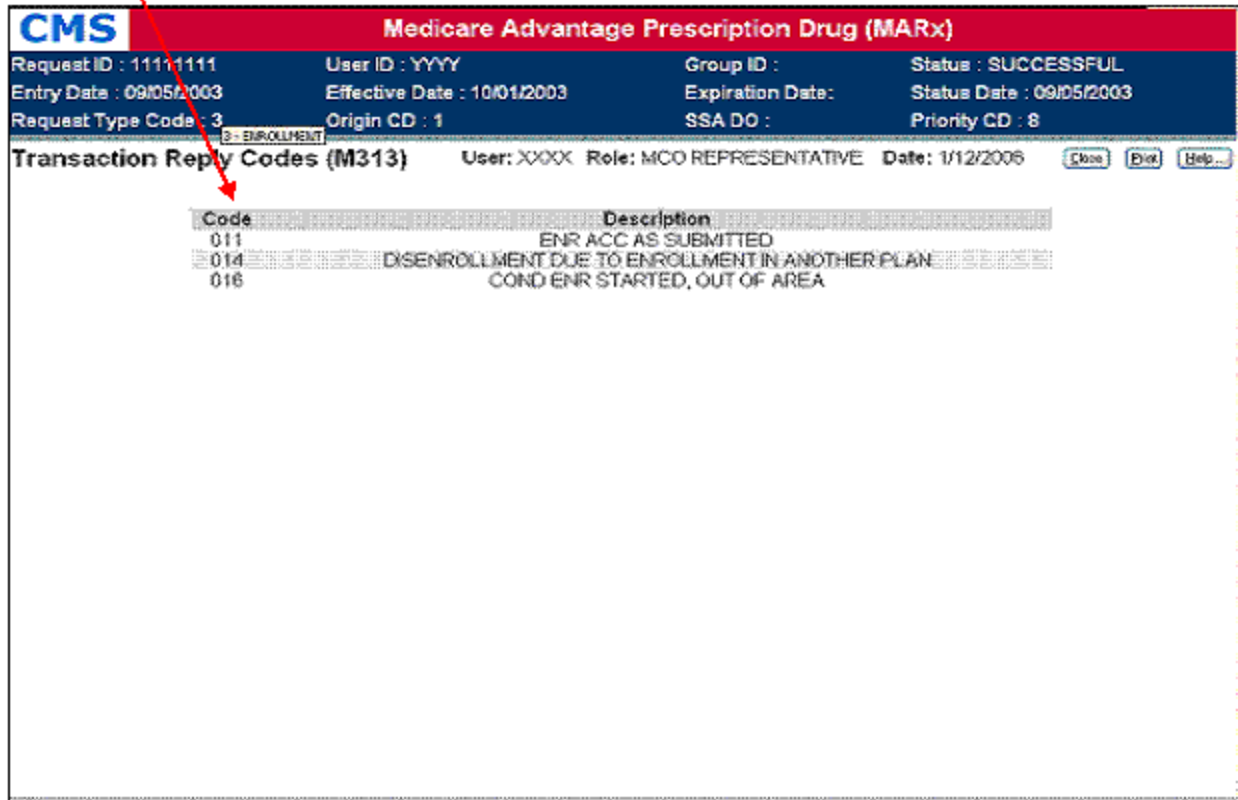 CMS Medicare Advantage Prescription Drug (MARx)
Request ID : 11111111 User ID : YYYY Group ID : Status : SUCCESSFUL
Entry Date : 09/05/2003 Effective Date : 10/01/2003 Expiration Date: Status Date : 09/05/2003
Request Type Code : 3 Origin CD : 1 SSA DO : Priority CD : 8
3 - ENROLLMENT
Transaction Reply Codes (M313) User: XXXX Role: MCO REPRESENTATIVE Date: 1/12/2006 Close Print Help...
Code Description
011 ENR ACC AS SUBMITTED
014 DISENROLLMENT DUE TO ENROLLMENT IN ANOTHER PLAN
016 COND ENR STARTED, OUT OF AREA